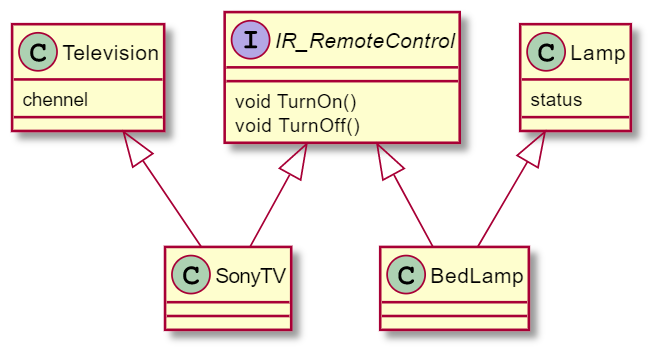 C Television
chennel
I IR_RemoteControl
void TurnOn()
void TurnOff()
C Lamp
status
C SonyTV
C BedLamp